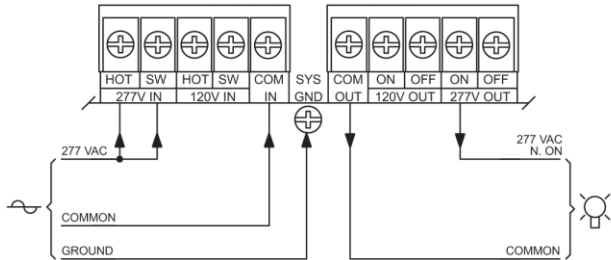 HOT SW HOT SW COM SYS COM ON OFF ON OFF
277V IN 120V IN IN GND OUT 120V OUT 277V OUT
277 VAC
277 VAC
N. ON
COMMON
GROUND
COMMON